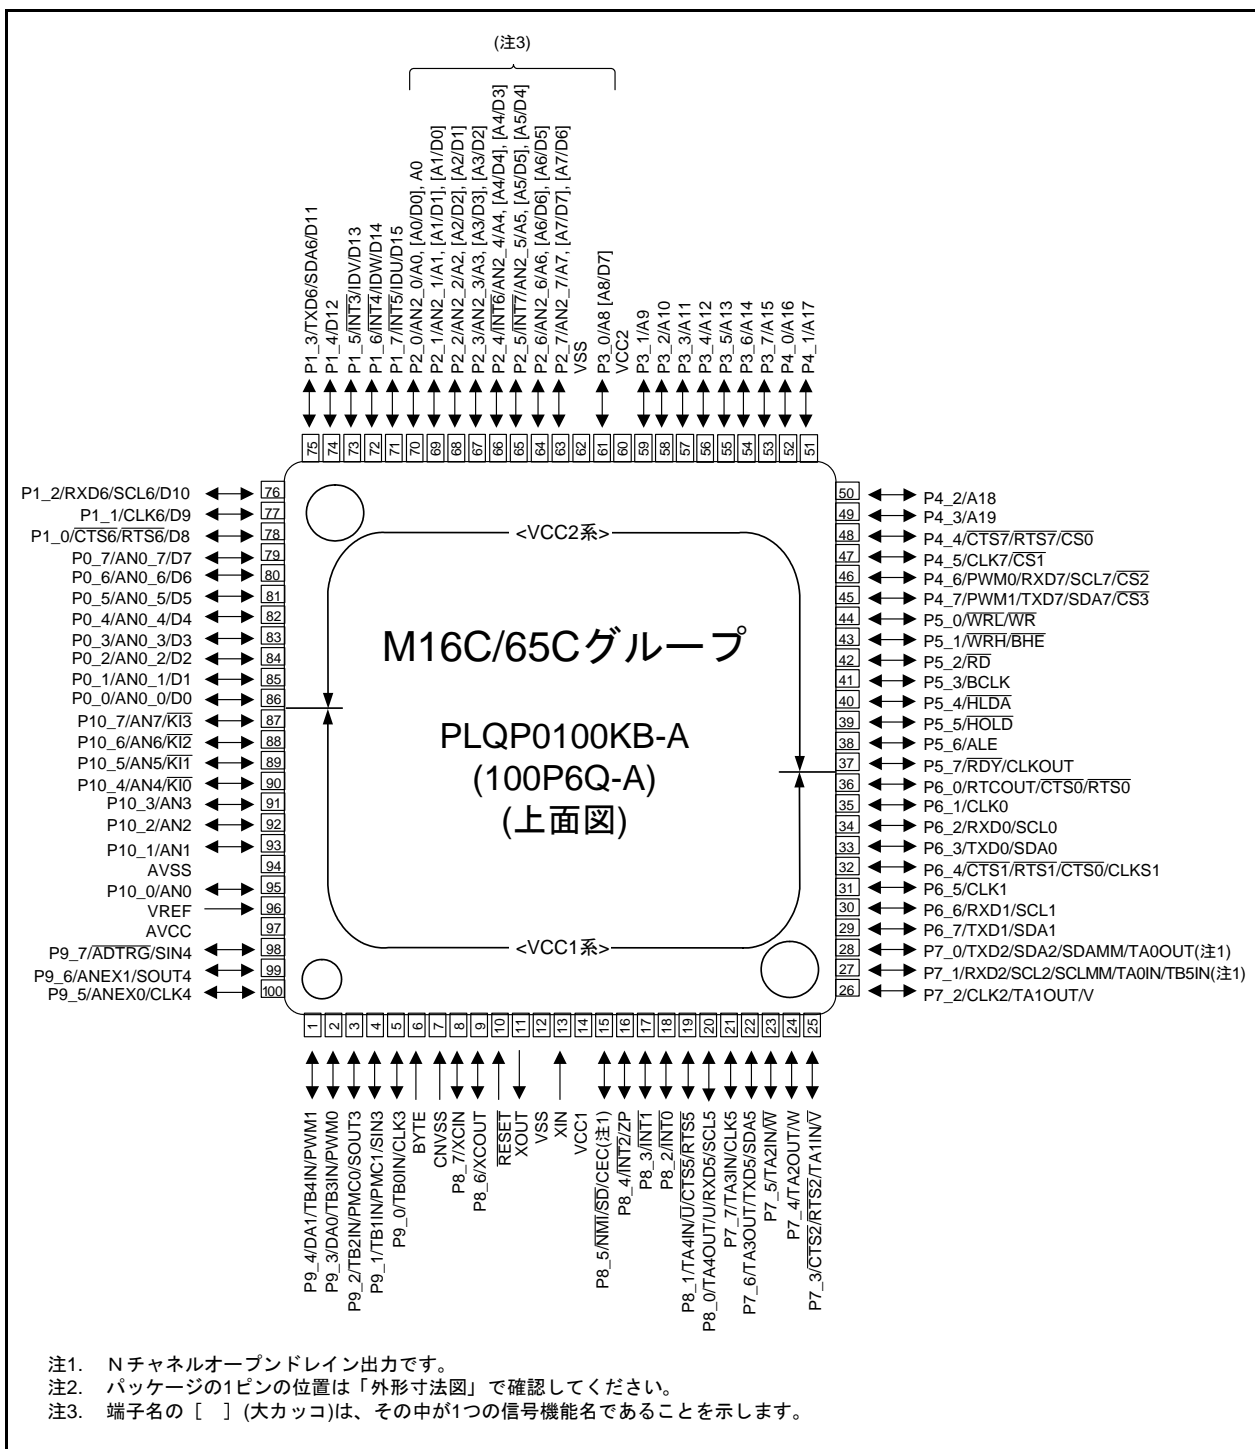 (注3)
P1_3/TXD6/SDA6/D11
P1_4/D12
P1_5/INT3/IDV/D13
P1_6/INT4/IDW/D14
P1_7/INT5/IDU/D15
P2_0/AN2_0/A0, [A0/D0], A0
P2_1/AN2_1/A1, [A1/D1], [A1/D0]
P2_2/AN2_2/A2, [A2/D2], [A2/D1]
P2_3/AN2_3/A3, [A3/D3], [A3/D2]
P2_4/INT6/AN2_4/A4, [A4/D4], [A4/D3]
P2_5/INT7/AN2_5/A5, [A5/D5], [A5/D4]
P2_6/AN2_6/A6, [A6/D6], [A6/D5]
P2_7/AN2_7/A7, [A7/D7], [A7/D6]
VSS
P3_0/A8 [A8/D7]
VCC2
P3_1/A9
P3_2/A10
P3_3/A11
P3_4/A12
P3_5/A13
P3_6/A14
P3_7/A15
P4_0/A16
P4_1/A17
75 74 73 72 71 70 69 68 67 66 65 64 63 62 61 60 59 58 57 56 55 54 53 52 51
P1_2/RXD6/SCL6/D10 76
P1_1/CLK6/D9 77
P1_0/CTS6/RTS6/D8 78
P0_7/AN0_7/D7 79
P0_6/AN0_6/D6 80
P0_5/AN0_5/D5 81
P0_4/AN0_4/D4 82
P0_3/AN0_3/D3 83
P0_2/AN0_2/D2 84
P0_1/AN0_1/D1 85
P0_0/AN0_0/D0 86
P10_7/AN7/KI3 87
P10_6/AN6/KI2 88
P10_5/AN5/KI1 89
P10_4/AN4/KI0 90
P10_3/AN3 91
P10_2/AN2 92
P10_1/AN1 93
AVSS 94
P10_0/AN0 95
VREF 96
AVCC 97
P9_7/ADTRG/SIN4 98
P9_6/ANEX1/SOUT4 99
P9_5/ANEX0/CLK4 100
<VCC2系>
M16C/65Cグループ
PLQP0100KB-A
(100P6Q-A)
(上面図)
<VCC1系>
50 P4_2/A18
49 P4_3/A19
48 P4_4/CTS7/RTS7/CS0
47 P4_5/CLK7/CS1
46 P4_6/PWM0/RXD7/SCL7/CS2
45 P4_7/PWM1/TXD7/SDA7/CS3
44 P5_0/WRL/WR
43 P5_1/WRH/BHE
42 P5_2/RD
41 P5_3/BCLK
40 P5_4/HLDA
39 P5_5/HOLD
38 P5_6/ALE
37 P5_7/RDY/CLKOUT
36 P6_0/RTCOUT/CTS0/RTS0
35 P6_1/CLK0
34 P6_2/RXD0/SCL0
33 P6_3/TXD0/SDA0
32 P6_4/CTS1/RTS1/CTS0/CLKS1
31 P6_5/CLK1
30 P6_6/RXD1/SCL1
29 P6_7/TXD1/SDA1
28 P7_0/TXD2/SDA2/SDAMM/TA0OUT(注1)
27 P7_1/RXD2/SCL2/SCLMM/TA0IN/TB5IN(注1)
26 P7_2/CLK2/TA1OUT/V
1 2 3 4 5 6 7 8 9 10 11 12 13 14 15 16 17 18 19 20 21 22 23 24 25
P9_4/DA1/TB4IN/PWM1
P9_3/DA0/TB3IN/PWM0
P9_2/TB2IN/PMC0/SOUT3
P9_1/TB1IN/PMC1/SIN3
P9_0/TB0IN/CLK3
BYTE
CNVSS
P8_7/XCIN
P8_6/XCOUT
RESET
XOUT
VSS
XIN
VCC1
P8_5/NMI/SD/CEC(注1)
P8_4/INT2/ZP
P8_3/INT1
P8_2/INT0
P8_1/TA4IN/U/CTS5/RTS5
P8_0/TA4OUT/U/RXD5/SCL5
P7_7/TA3IN/CLK5
P7_6/TA3OUT/TXD5/SDA5
P7_5/TA2IN/W
P7_4/TA2OUT/W
P7_3/CTS2/RTS2/TA1IN/V
注1. Nチャネルオープンドレイン出力です。
注2. パッケージの1ピンの位置は「外形寸法図」で確認してください。
注3. 端子名の [ ] (大カッコ)は、その中が1つの信号機能名であることを示します。